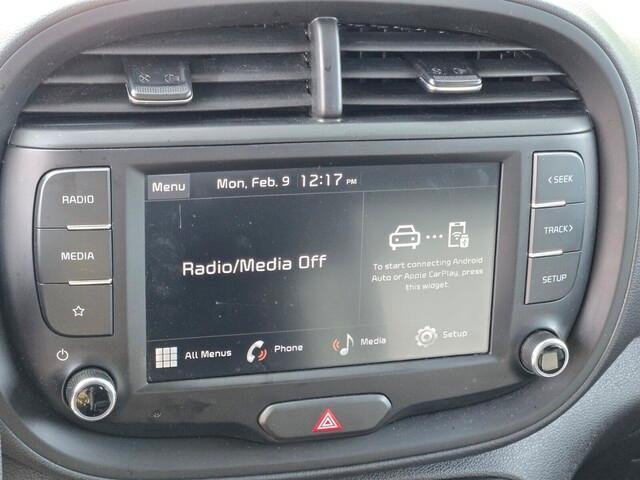 Menu
Mon, Feb. 9 12:17 PM
RADIO
MEDIA
Radio/Media Off
To start connecting Android
Auto or Apple CarPlay, press
this widget.
All Menus
Phone
Media
Setup
< SEEK
TRACK >
SETUP